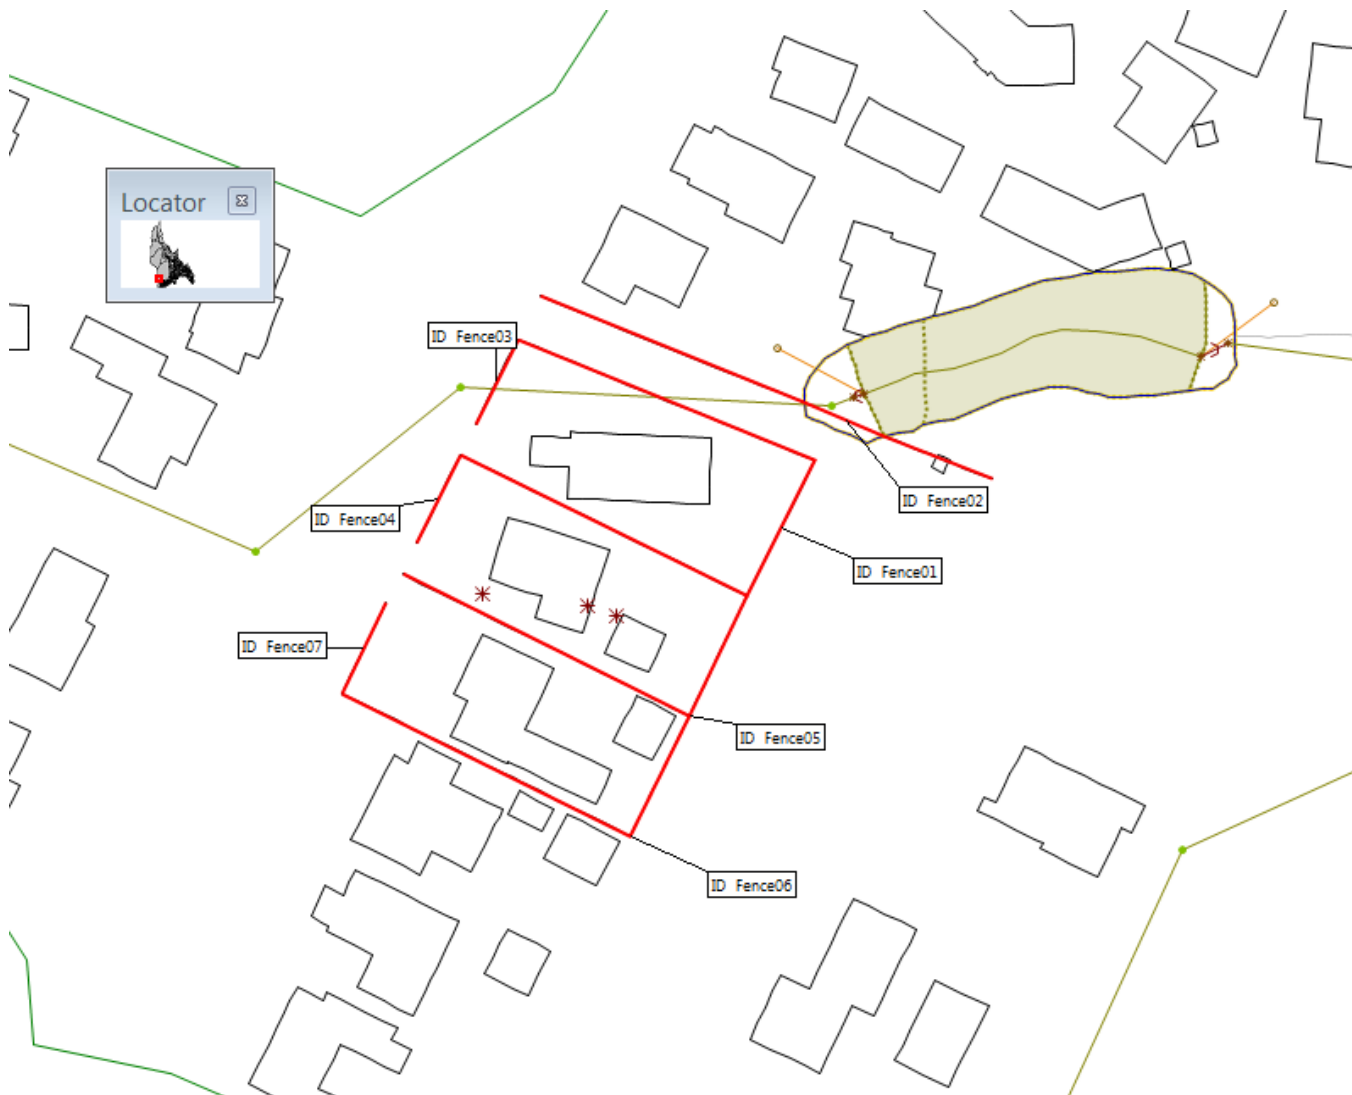 Locator
ID Fence03
ID Fence02
ID Fence04
ID Fence01
ID Fence07
ID Fence05
ID Fence06